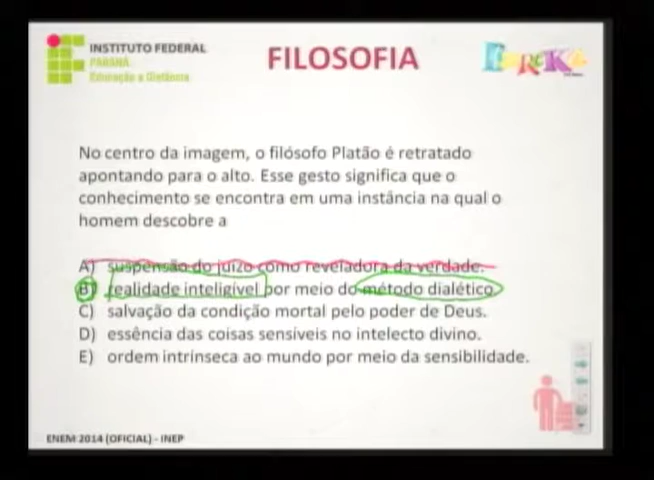 INSTITUTO FEDERAL
PARANÁ
Educação a Distância
FILOSOFIA
EUREKA
No centro da imagem, o filósofo Platão é retratado
apontando para o alto. Esse gesto significa que o
conhecimento se encontra em uma instância na qual o
homem descobre a
A) suspensão do juízo como reveladora da verdade.
B) realidade inteligível por meio do método dialético.
C) salvação da condição mortal pelo poder de Deus.
D) essência das coisas sensíveis no intelecto divino.
E) ordem intrínseca ao mundo por meio da sensibilidade.
ENEM 2014 (OFICIAL) - INEP